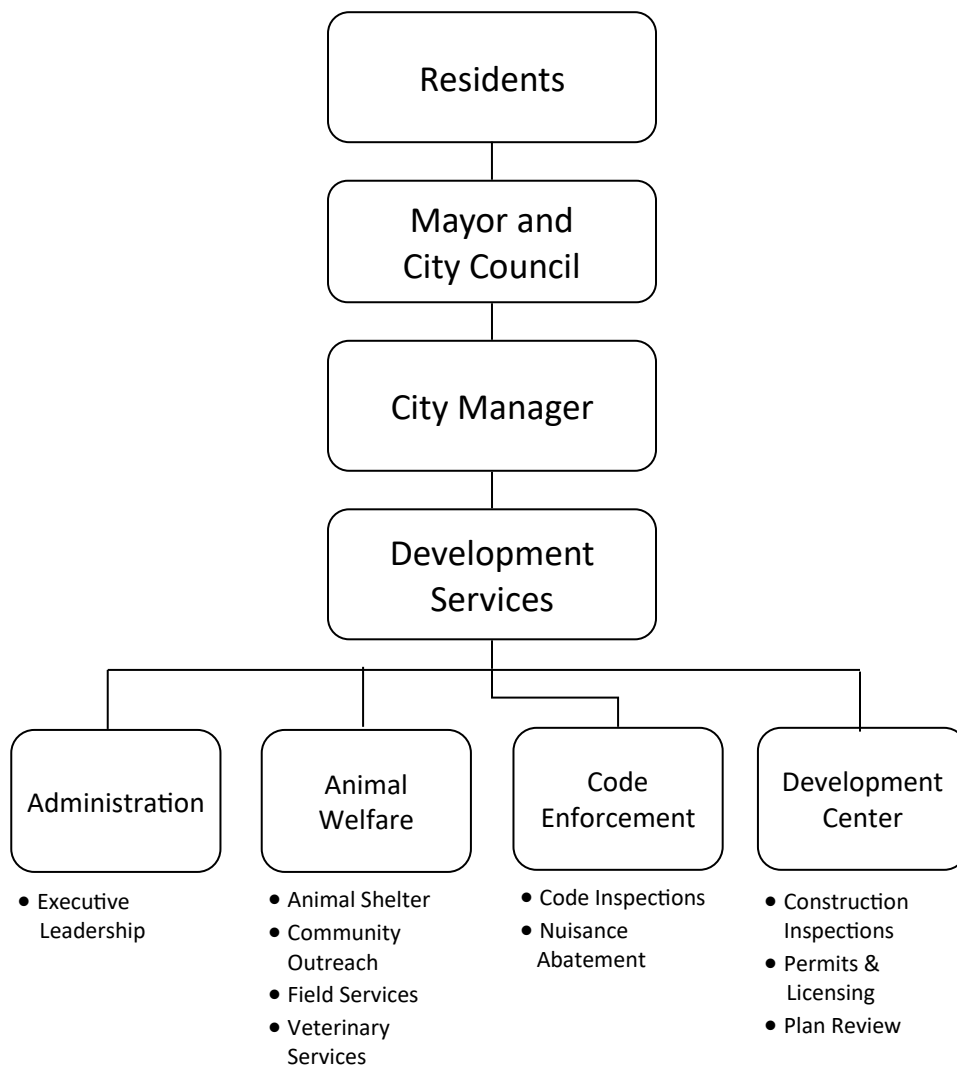 Residents
Mayor and
City Council
City Manager
Development
Services
Administration
• Executive
Leadership
Animal
Welfare
• Animal Shelter
• Community
Outreach
• Field Services
• Veterinary
Services
Code
Enforcement
• Code Inspections
• Nuisance
Abatement
Development
Center
• Construction
Inspections
• Permits &
Licensing
• Plan Review